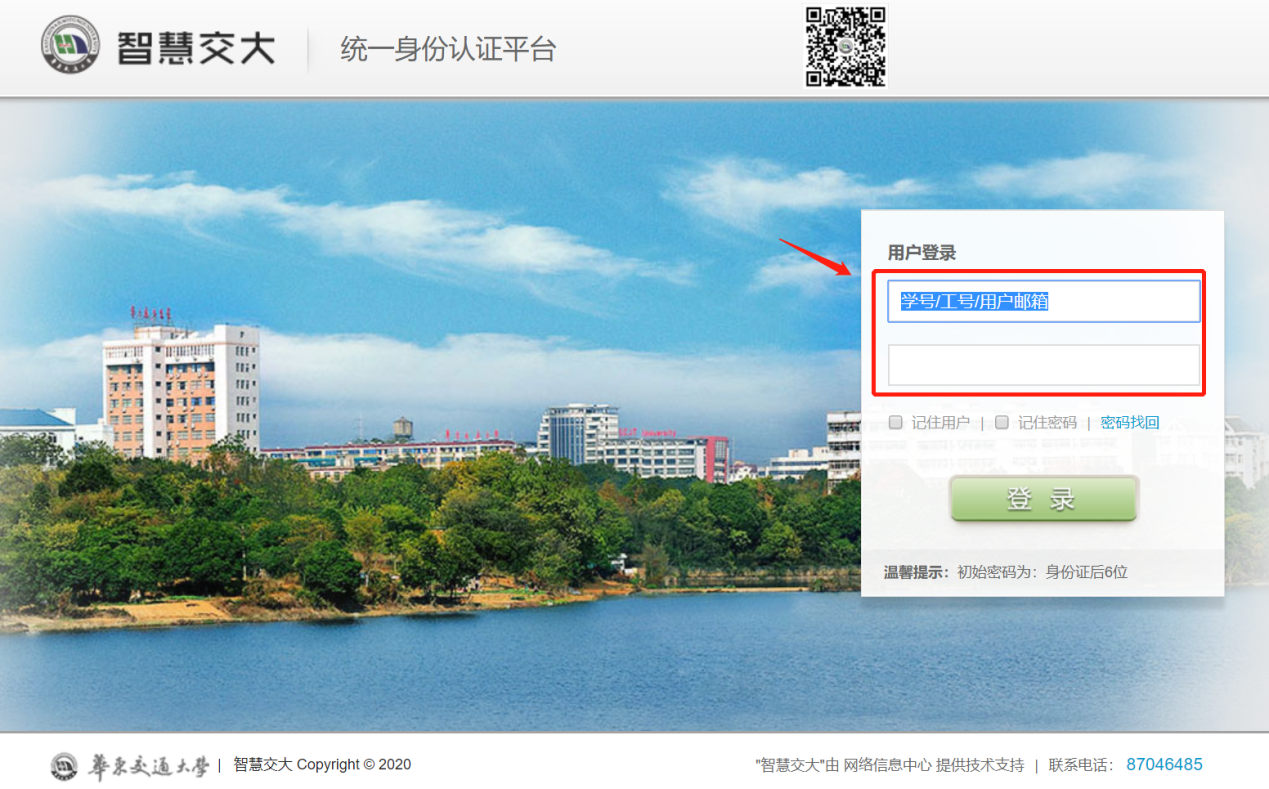 智慧交大
统一身份认证平台
用户登录
学号/工号/用户邮箱
记住用户 | 记住密码 | 密码找回
登 录
温馨提示：初始密码为：身份证后6位
華东交通大学 | 智慧交大 Copyright © 2020
"智慧交大"由 网络信息中心 提供技术支持 | 联系电话： 87046485